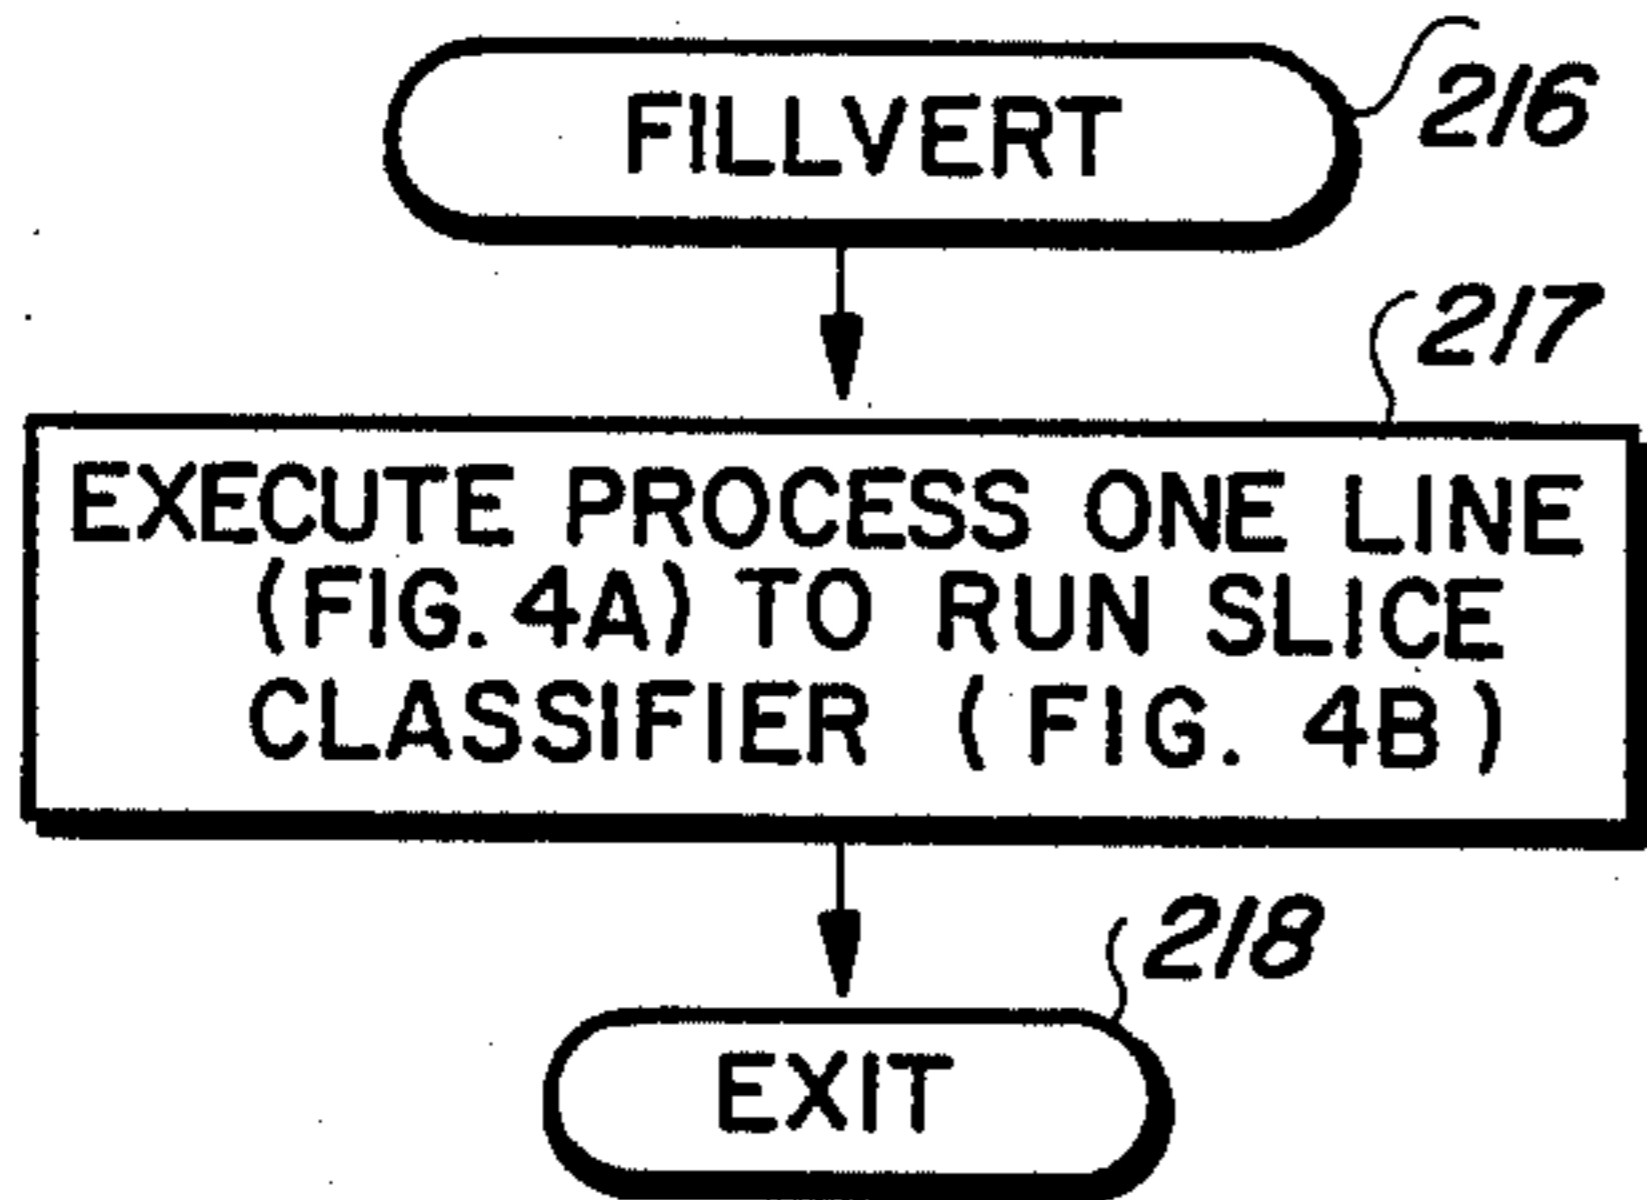 FILLVERT
216
217
EXECUTE PROCESS ONE LINE
(FIG. 4A) TO RUN SLICE
CLASSIFIER (FIG. 4B)
218
EXIT